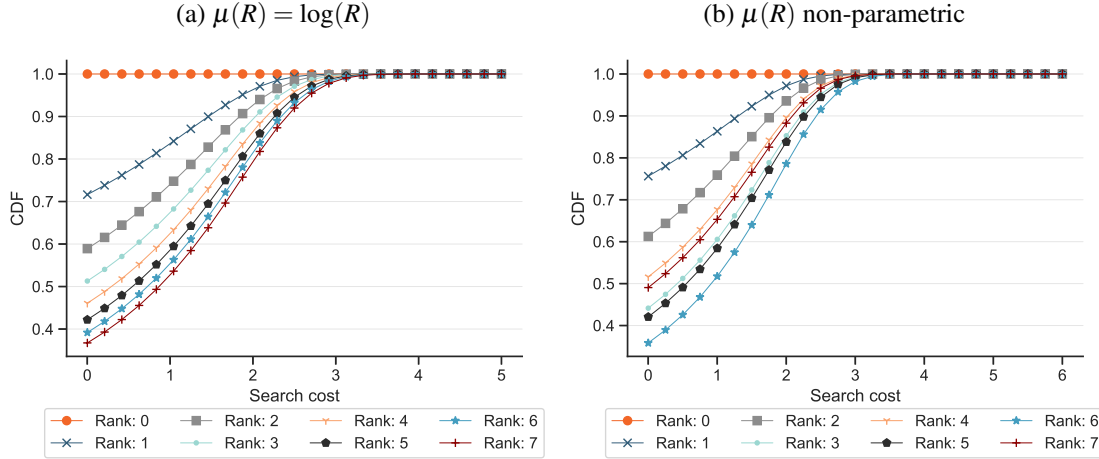 (a) μ(R) = log(R)
(b) μ(R) non-parametric
CDF
1.0
0.9
0.8
0.7
0.6
0.5
0.4
0 1 2 3 4 5
Search cost
Rank: 0 Rank: 2 Rank: 4 Rank: 6
Rank: 1 Rank: 3 Rank: 5 Rank: 7
CDF
1.0
0.9
0.8
0.7
0.6
0.5
0.4
0 1 2 3 4 5 6
Search cost
Rank: 0 Rank: 2 Rank: 4 Rank: 6
Rank: 1 Rank: 3 Rank: 5 Rank: 7